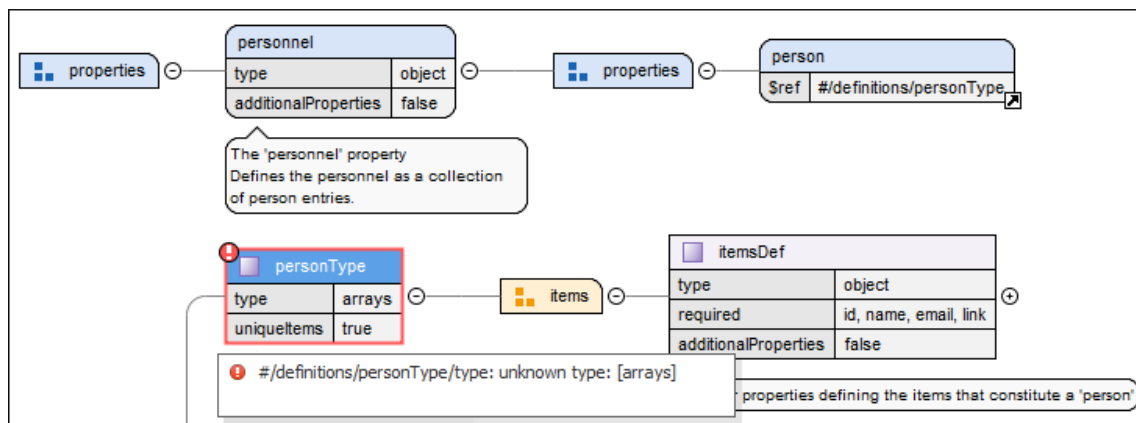 properties
personnel
type object
additionalProperties false
The 'personnel' property
Defines the personnel as a collection
of person entries.
properties
person
$ref #/definitions/personType
personType
type arrays
uniqueItems true
items
itemsDef
type object
required id, name, email, link
additionalProperties false
#/definitions/personType/type: unknown type: [arrays]
properties defining the items that constitute a 'person'